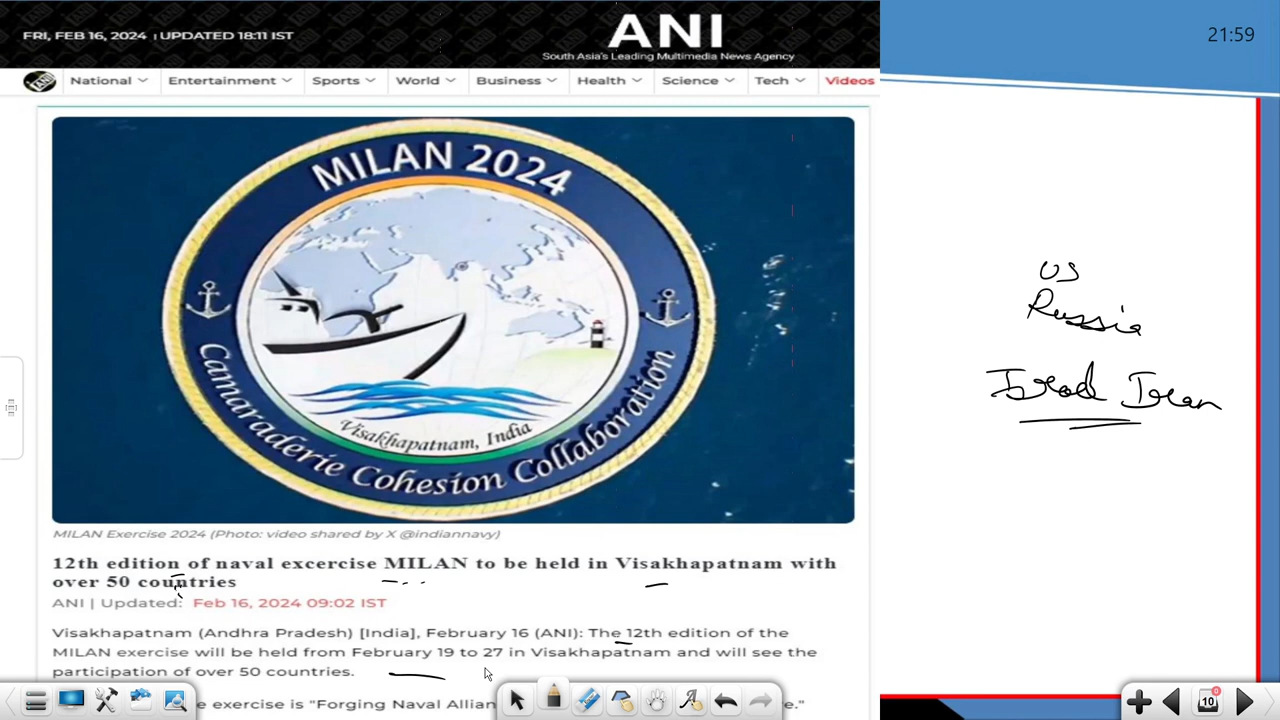 FRI, FEB 16, 2024 | UPDATED 18:11 IST
ANI
South Asia's Leading Multimedia News Agency
21:59
National Entertainment Sports World Business Health Science Tech Videos
MILAN 2024
Visakhapatnam, India
Camaraderie Cohesion Collaboration
US
Russia
Iran
MILAN Exercise 2024 (Photo: video shared by X @indiannavy)
12th edition of naval excercise MILAN to be held in Visakhapatnam with
over 50 countries
ANI | Updated: Feb 16, 2024 09:02 IST
Visakhapatnam (Andhra Pradesh) [India], February 16 (ANI): The 12th edition of the
MILAN exercise will be held from February 19 to 27 in Visakhapatnam and will see the
participation of over 50 countries.
exercise is "Forging Naval
10
0